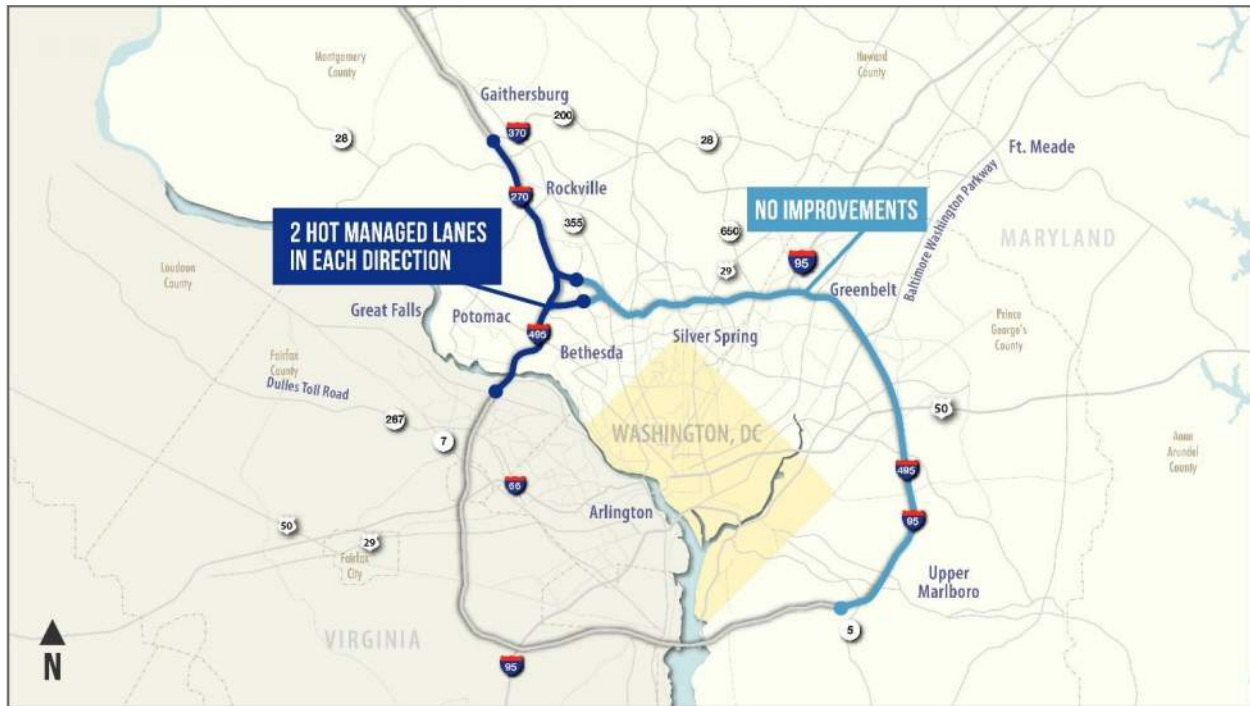 Montgomery
County
Howard
County
Gaithersburg
200
370
28
28
Ft. Meade
Rockville
270
355
650
2 HOT MANAGED LANES
IN EACH DIRECTION
NO IMPROVEMENTS
Baltimore Washington Parkway
MARYLAND
95
29
Loudoun
County
Great Falls
Potomac
Greenbelt
495
Silver Spring
Prince
George's
County
Bethesda
Fairfax
County
Dulles Toll Road
267
7
50
WASHINGTON, DC
Anne
Arundel
County
66
495
Arlington
50
29
95
Fairfax
City
Upper
Marlboro
5
N
VIRGINIA
95